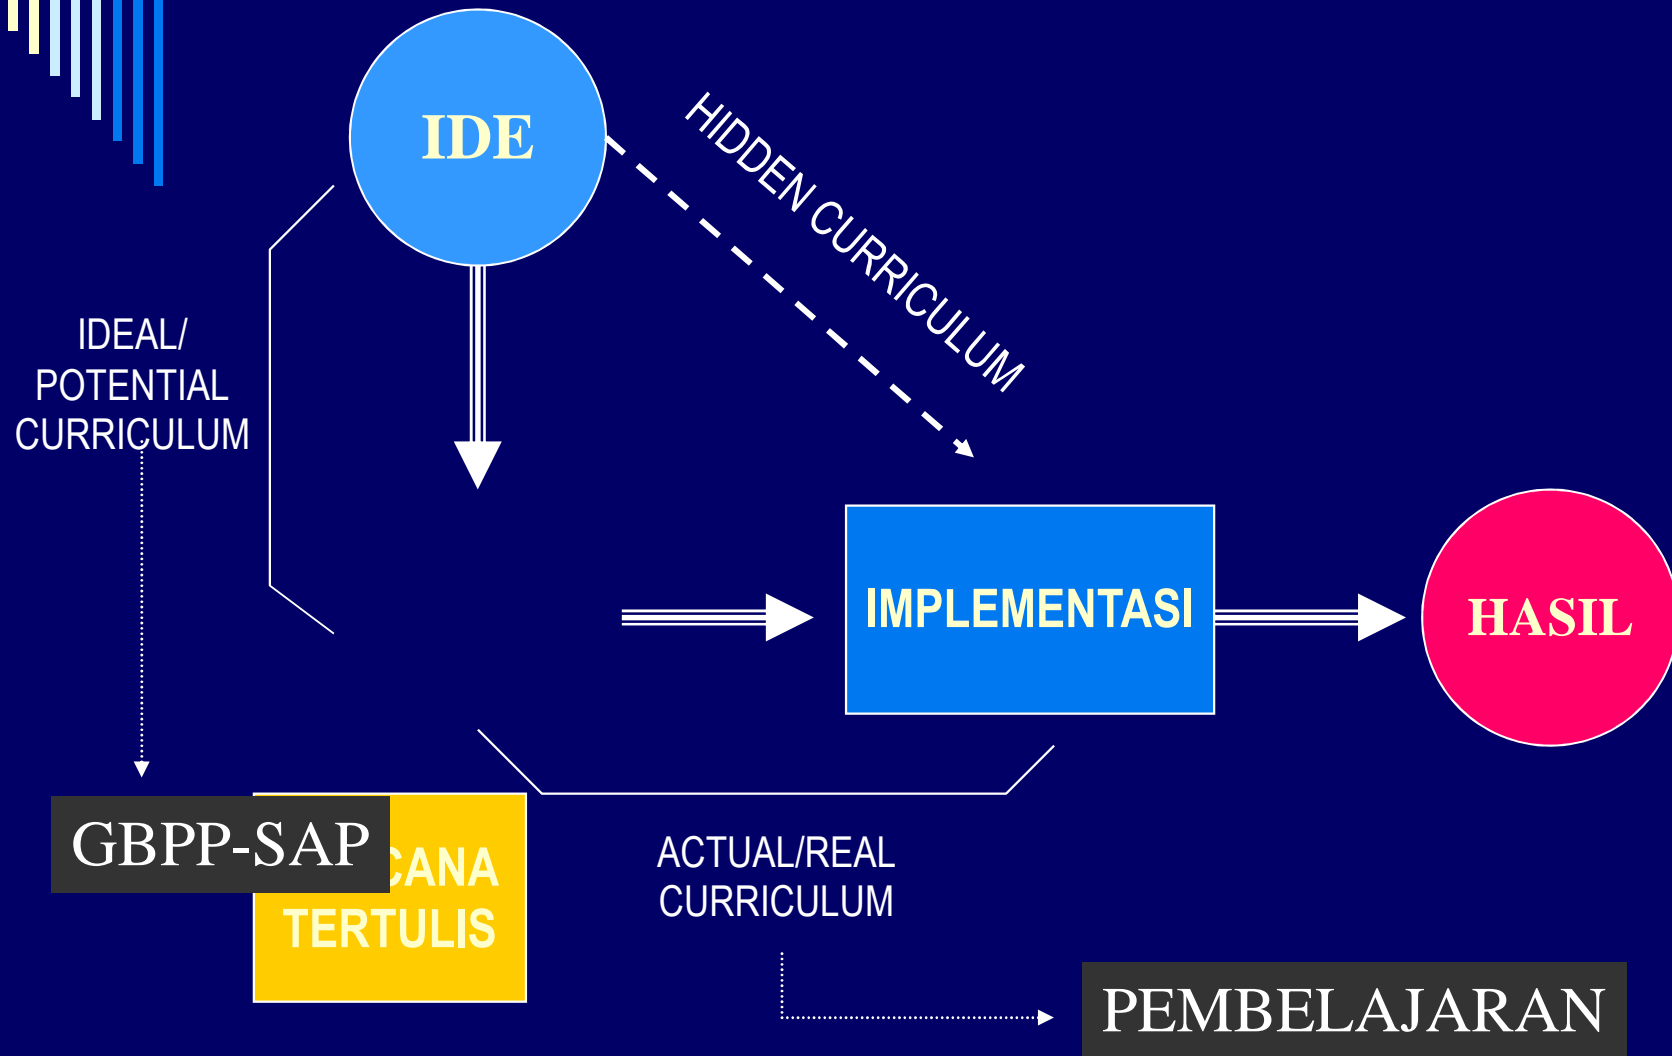 IDE
HIDDEN CURRICULUM
IDEAL/
POTENTIAL
CURRICULUM
IMPLEMENTASI
HASIL
GBPP-SAP
CANA
TERTULIS
ACTUAL/REAL
CURRICULUM
PEMBELAJARAN